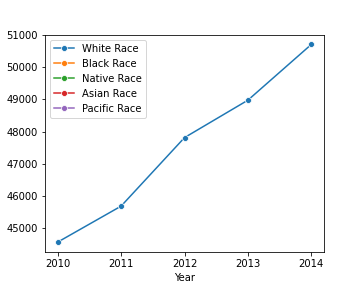 51000
50000
49000
48000
47000
46000
45000
White Race
Black Race
Native Race
Asian Race
Pacific Race
2010 2011 2012 2013 2014
Year